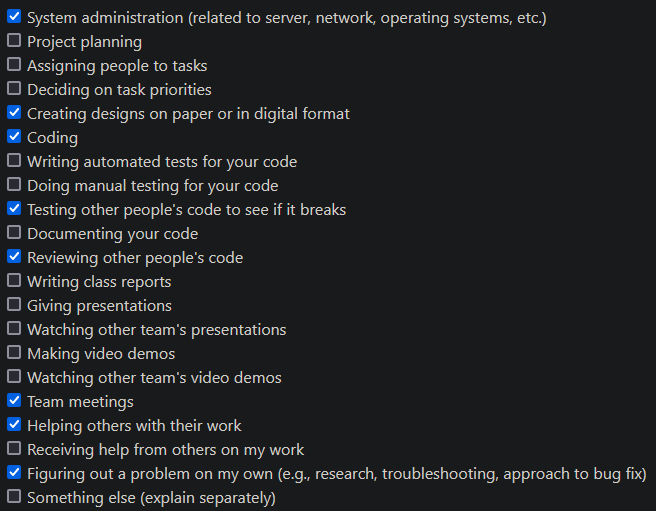 System administration (related to server, network, operating systems, etc.)
Project planning
Assigning people to tasks
Deciding on task priorities
Creating designs on paper or in digital format
Coding
Writing automated tests for your code
Doing manual testing for your code
Testing other people's code to see if it breaks
Documenting your code
Reviewing other people's code
Writing class reports
Giving presentations
Watching other team's presentations
Making video demos
Watching other team's video demos
Team meetings
Helping others with their work
Receiving help from others on my work
Figuring out a problem on my own (e.g., research, troubleshooting, approach to bug fix)
Something else (explain separately)